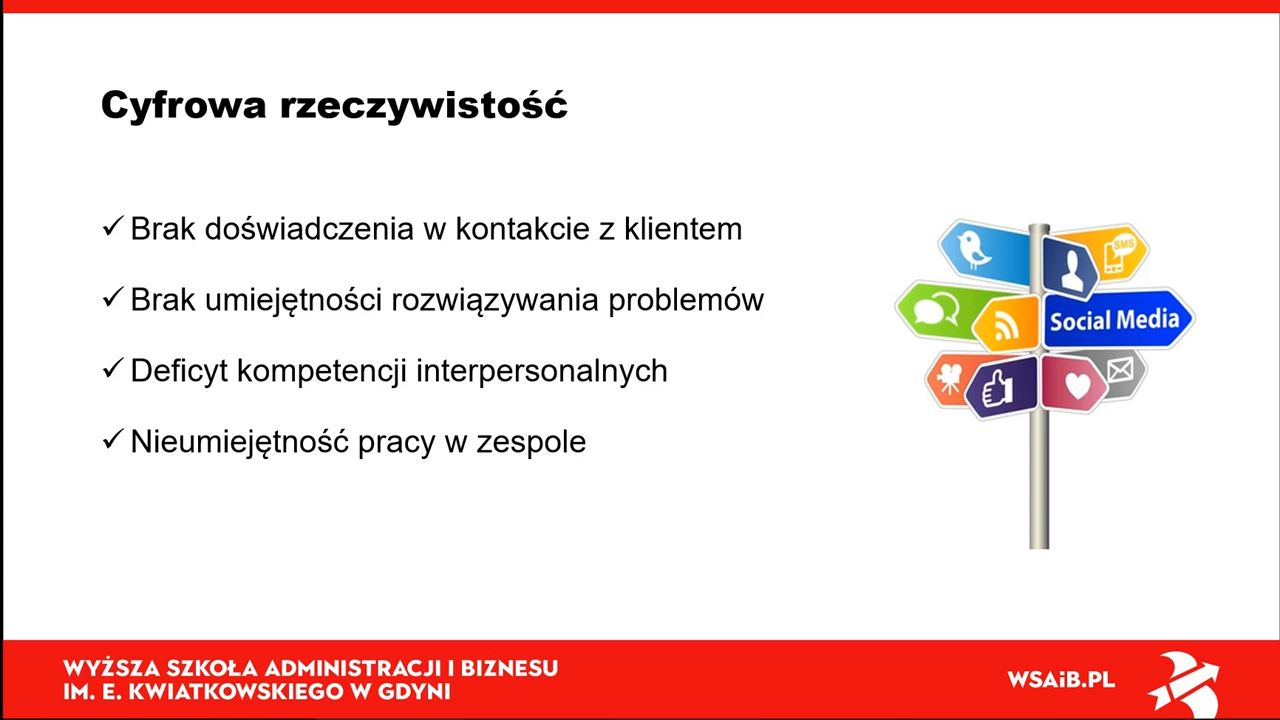 Cyfrowa rzeczywistość
✓ Brak doświadczenia w kontakcie z klientem
✓ Brak umiejętności rozwiązywania problemów
✓ Deficyt kompetencji interpersonalnych
✓ Nieumiejętność pracy w zespole
SMS
Social Media
WYŻSZA SZKOŁA ADMINISTRACJI I BIZNESU
IM. E. KWIATKOWSKIEGO W GDYNI
WSAiB.PL